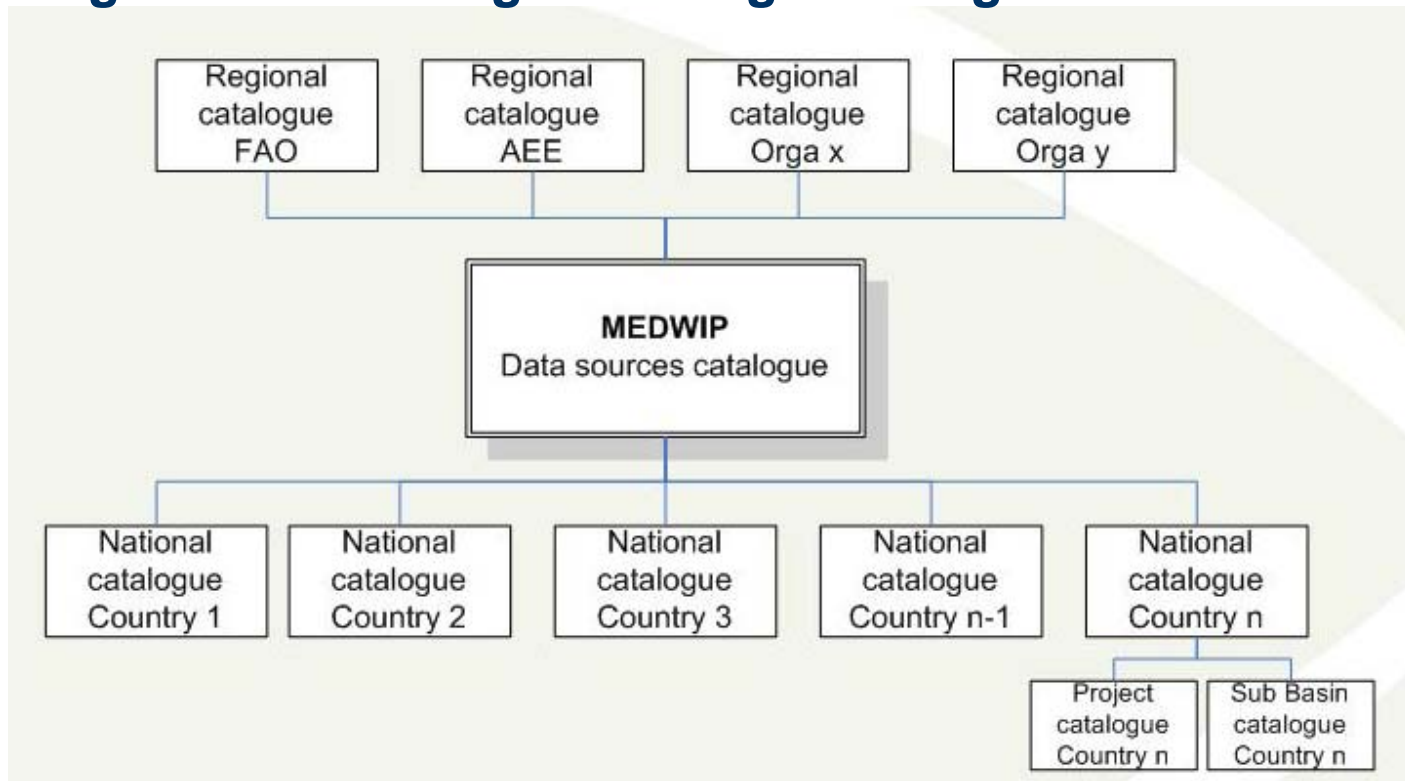 Regional
catalogue
FAO
Regional
catalogue
AEE
Regional
catalogue
Orga x
Regional
catalogue
Orga y
MEDWIP
Data sources catalogue
National
catalogue
Country 1
National
catalogue
Country 2
National
catalogue
Country 3
National
catalogue
Country n-1
National
catalogue
Country n
Project
catalogue
Country n
Sub Basin
catalogue
Country n